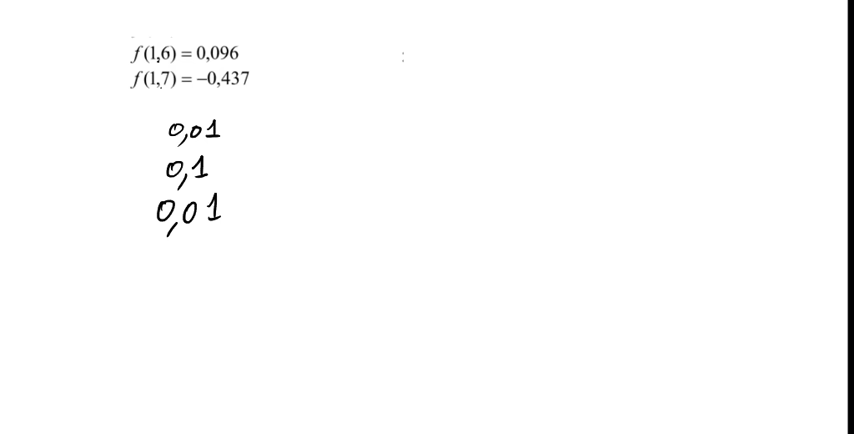 f(1,6) = 0,096
f(1,7) = –0,437
0,01
0,1
0,01